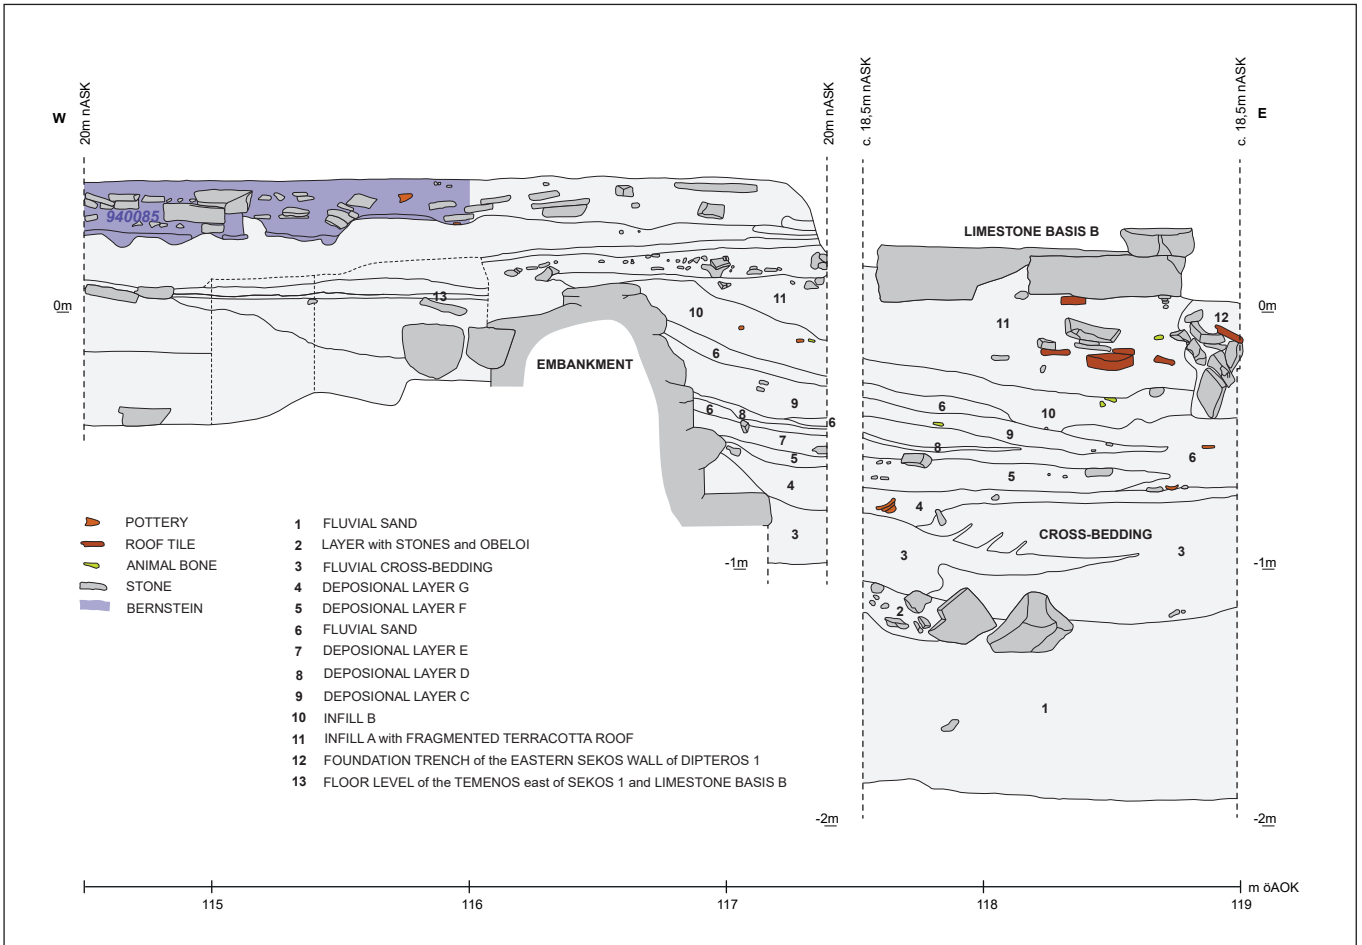 W
20m nASK
20m nASK
c. 18,5m nASK
c. 18,5m nASK
E
940085
LIMESTONE BASIS B
0m
0m
13
11
10
6
EMBANKMENT
9
6
8
6
7
5
4
3
11
12
6
10
9
8
6
5
4
CROSS-BEDDING
3
3
2
1
-1m
-1m
-2m
-2m
POTTERY
ROOF TILE
ANIMAL BONE
STONE
BERNSTEIN
1 FLUVIAL SAND
2 LAYER with STONES and OBELOI
3 FLUVIAL CROSS-BEDDING
4 DEPOSIONAL LAYER G
5 DEPOSIONAL LAYER F
6 FLUVIAL SAND
7 DEPOSIONAL LAYER E
8 DEPOSIONAL LAYER D
9 DEPOSIONAL LAYER C
10 INFILL B
11 INFILL A with FRAGMENTED TERRACOTTA ROOF
12 FOUNDATION TRENCH of the EASTERN SEKOS WALL of DIPTEROS 1
13 FLOOR LEVEL of the TEMENOS east of SEKOS 1 and LIMESTONE BASIS B
m öAOK
115
116
117
118
119